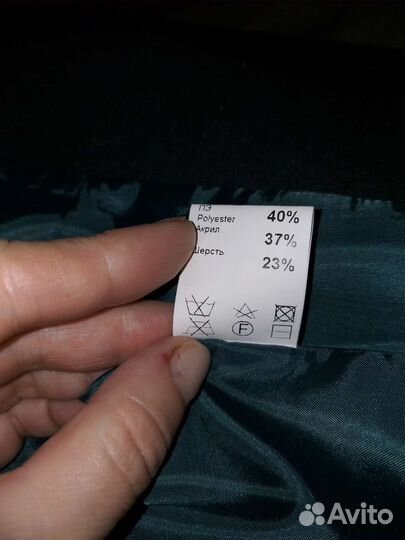 ПЭ
Polyester 40%
Акрил 37%
Шерсть 23%
F
Avito